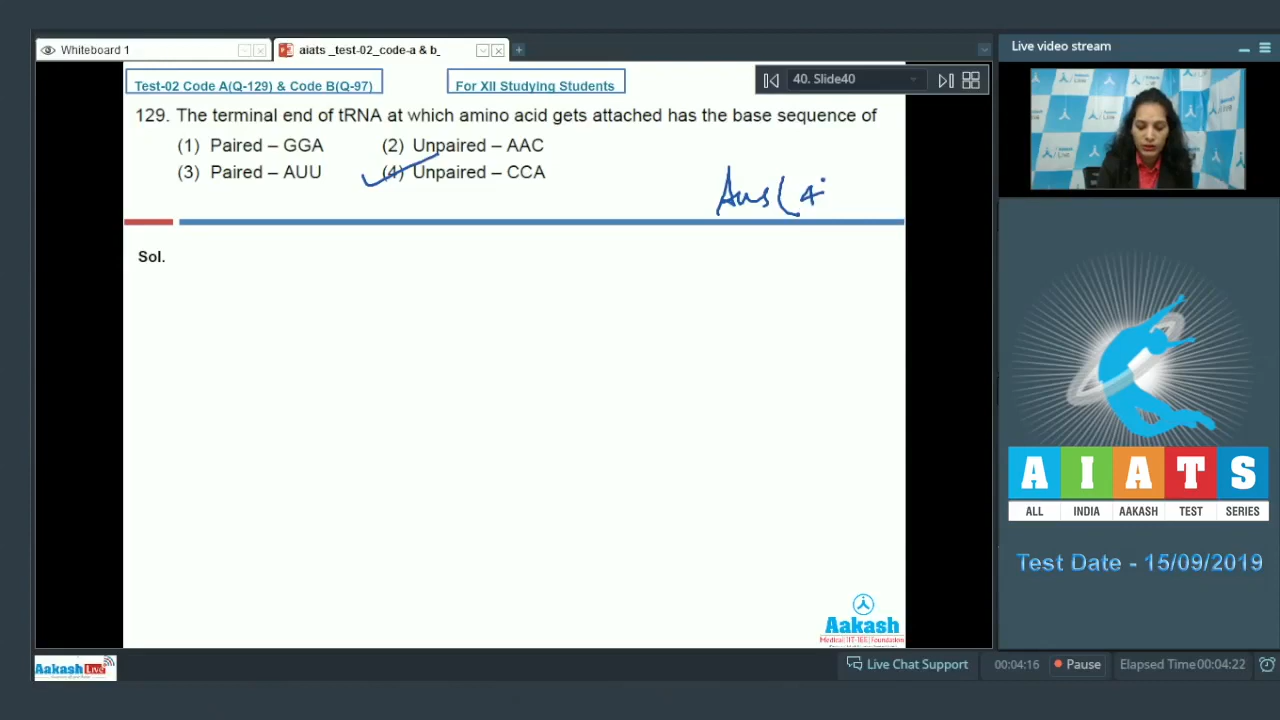 Whiteboard 1
aiats _test-02_code-a & b_
Live video stream
Test-02 Code A(Q-129) & Code B(Q-97)
For XII Studying Students
40. Slide40
129. The terminal end of tRNA at which amino acid gets attached has the base sequence of
(1) Paired – GGA
(2) Unpaired – AAC
(3) Paired – AUU
(4) Unpaired – CCA
Ans (4
Sol.
A I A T S
ALL INDIA AAKASH TEST SERIES
Test Date - 15/09/2019
Aakash
Medical|IIT-JEE|Foundation
Aakash Live
Live Chat Support
00:04:16
Pause
Elapsed Time 00:04:22